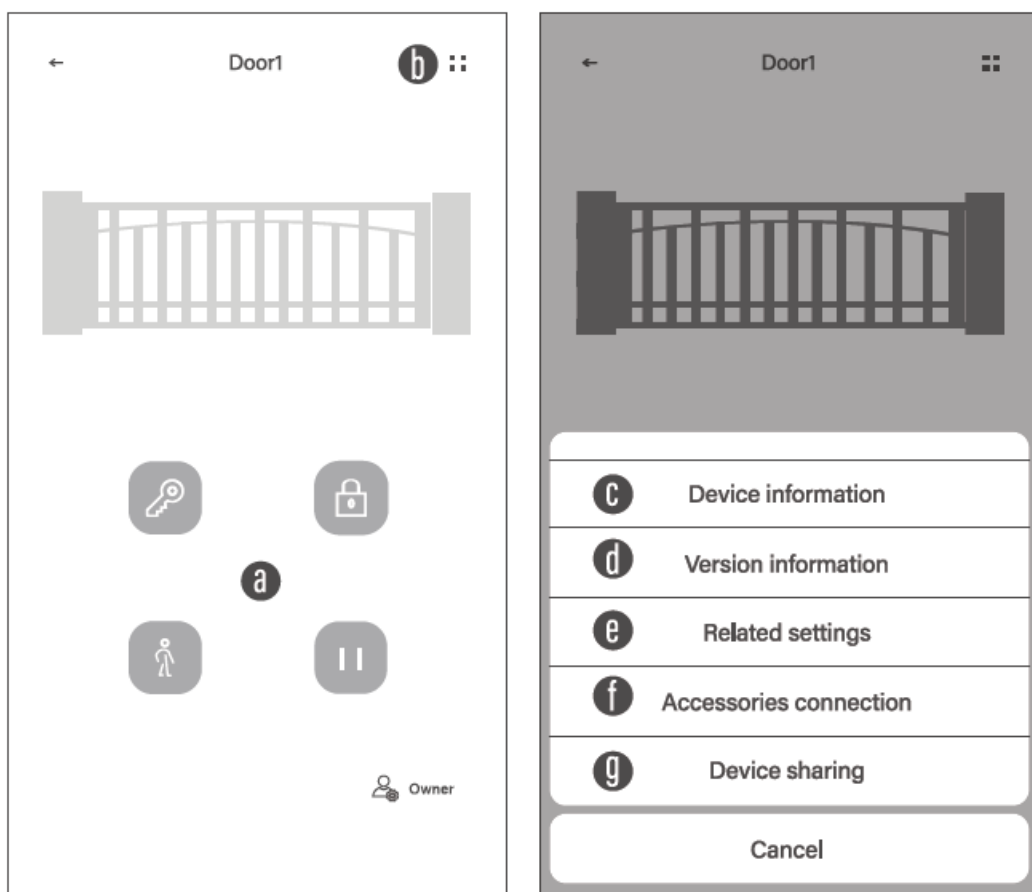 Door1
b
a
Owner
Door1
c Device information
d Version information
e Related settings
f Accessories connection
g Device sharing
Cancel